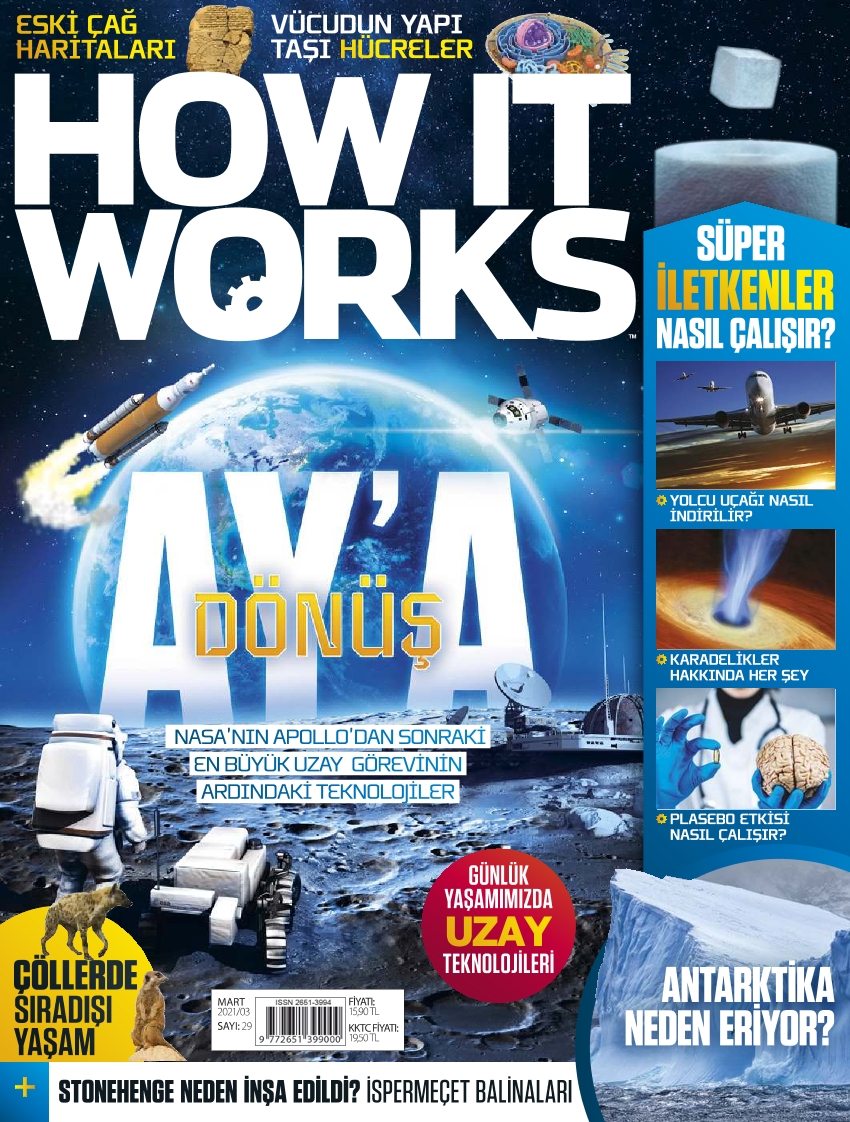 ESKİ ÇAĞ
HARİTALARI
VÜCUDUN YAPI
TAŞI HÜCRELER
HOW IT
WORKS
™
SÜPER
İLETKENLER
NASIL ÇALIŞIR?
YOLCU UÇAĞI NASIL
İNDİRİLİR?
KARADELİKLER
HAKKINDA HER ŞEY
PLASEBO ETKİSİ
NASIL ÇALIŞIR?
AY'A
DÖNÜŞ
NASA'NIN APOLLO'DAN SONRAKİ
EN BÜYÜK UZAY GÖREVİNİN
ARDINDAKİ TEKNOLOJİLER
GÜNLÜK
YAŞAMIMIZDA
UZAY
TEKNOLOJİLERİ
ÇÖLLERDE
SIRADIŞI
YAŞAM
MART
2021/03
SAYI: 29
ISSN 2651-3994
9 772651 399000
FİYATI:
15,90 TL
KKTC FİYATI:
19,50 TL
ANTARKTİKA
NEDEN ERİYOR?
+ STONEHENGE NEDEN İNŞA EDİLDİ? İSPERMEÇET BALİNALARI